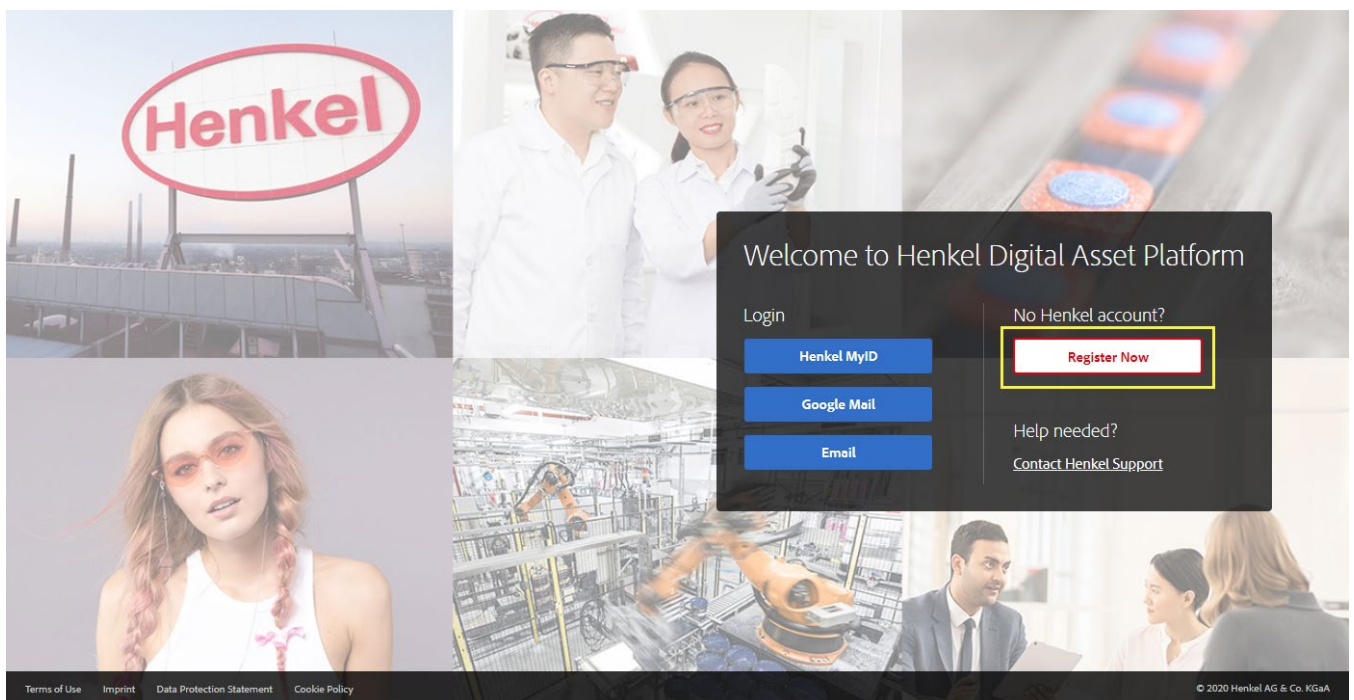 Henkel
Welcome to Henkel Digital Asset Platform
Login
Henkel MyID
Google Mail
Email
No Henkel account?
Register Now
Help needed?
Contact Henkel Support
Terms of Use Imprint Data Protection Statement Cookie Policy
© 2020 Henkel AG & Co. KGaA